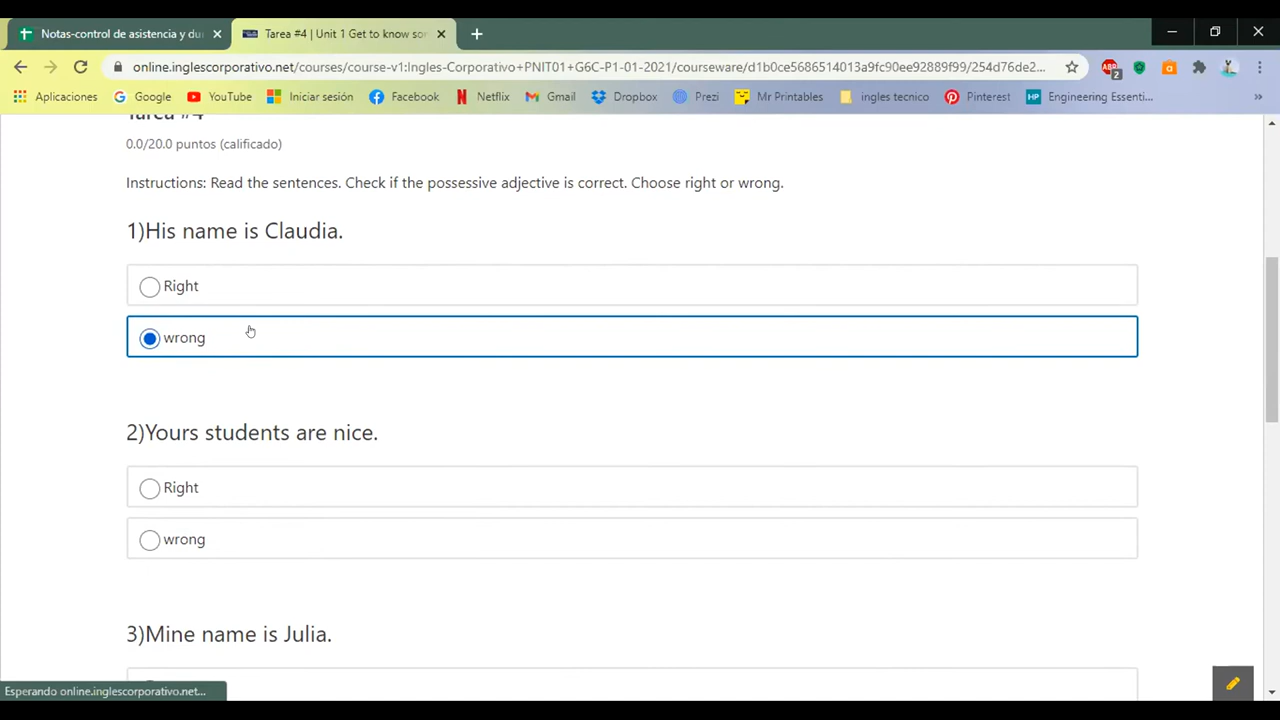 Notas-control de asistencia y du
Tarea #4 | Unit 1 Get to know so
online.inglescorporativo.net/courses/course-v1:Ingles-Corporativo+PNIT01+G6C-P1-01-2021/courseware/d1b0ce5686514013a9fc90ee92889f99/254d76de2...
ABP
2
Aplicaciones Google YouTube Iniciar sesión Facebook Netflix Gmail Dropbox Prezi Mr Printables ingles tecnico Pinterest HP Engineering Essenti... »
Tarea #4
0.0/20.0 puntos (calificado)
Instructions: Read the sentences. Check if the possessive adjective is correct. Choose right or wrong.
1)His name is Claudia.
Right
wrong
2)Yours students are nice.
Right
wrong
3)Mine name is Julia.
Esperando online.inglescorporativo.net...